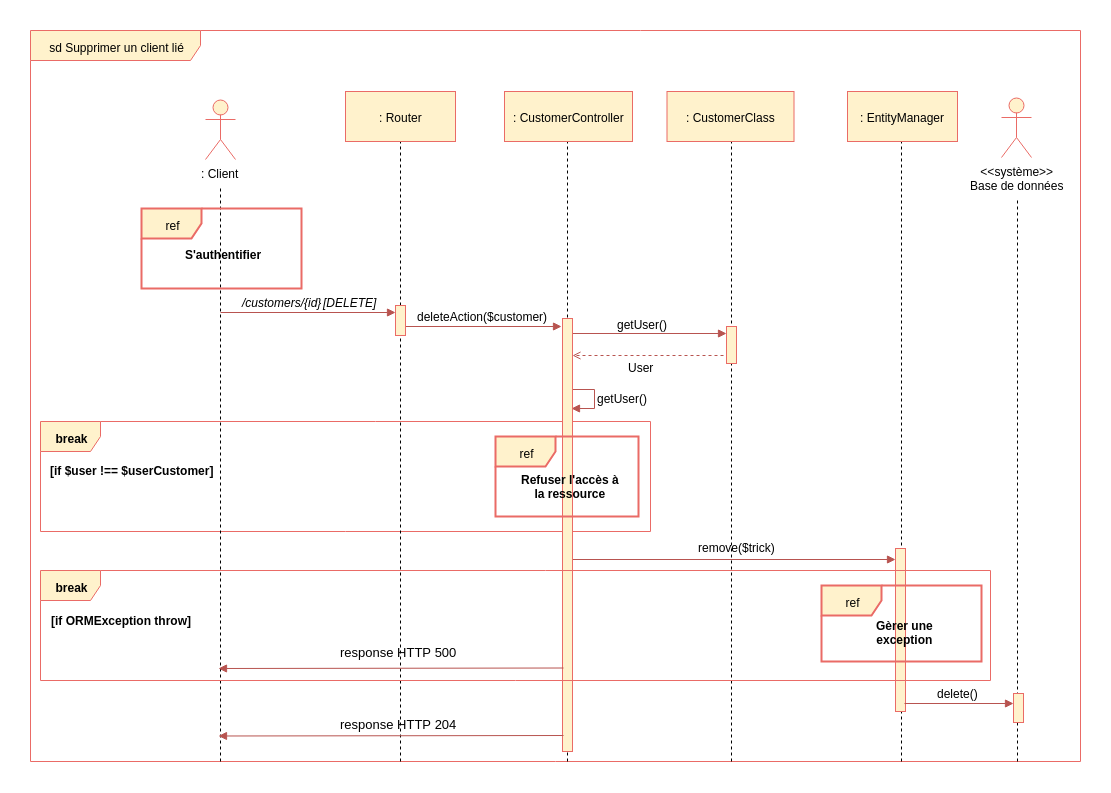 sd Supprimer un client lié
: Client
: Router
: CustomerController
: CustomerClass
: EntityManager
<<système>>
Base de données
ref
S'authentifier
/customers/{id} [DELETE]
deleteAction($customer)
getUser()
User
getUser()
break
[if $user !== $userCustomer]
ref
Refuser l'accès à
la ressource
remove($trick)
break
[if ORMException throw]
ref
Gèrer une
exception
response HTTP 500
delete()
response HTTP 204